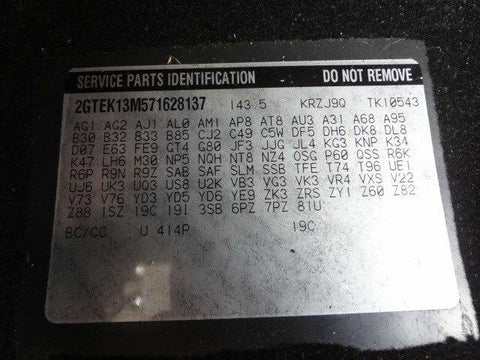 SERVICE PARTS IDENTIFICATION DO NOT REMOVE
2GTEK13M571628137 143.5 KRZJ9Q TK10543
AG1 AG2 AJ1 AL0 AM1 AP8 AT8 AU3 A31 A68 A95
B30 B32 B33 B85 CJ2 C49 C5W DF5 DH6 DK8 DL8
D07 E63 FE9 GT4 G80 JF3 JJG JL4 KG3 KNP K34
K47 LH6 M30 NP5 NQH NT8 NZ4 OSG P60 QSS R6K
R6P R9N R9Z SAB SAF SLM SSB TFE T74 T96 UE1
UJ6 UK3 UQ3 US8 U2K VB3 VG3 VK3 VR4 VXS V22
V73 V76 YD3 YD5 YD6 YE9 ZK3 ZRS ZY1 Z60 Z82
Z88 1SZ 19C 19I 3SB 6PZ 7PZ 81U
BC/CC U 414P 19C